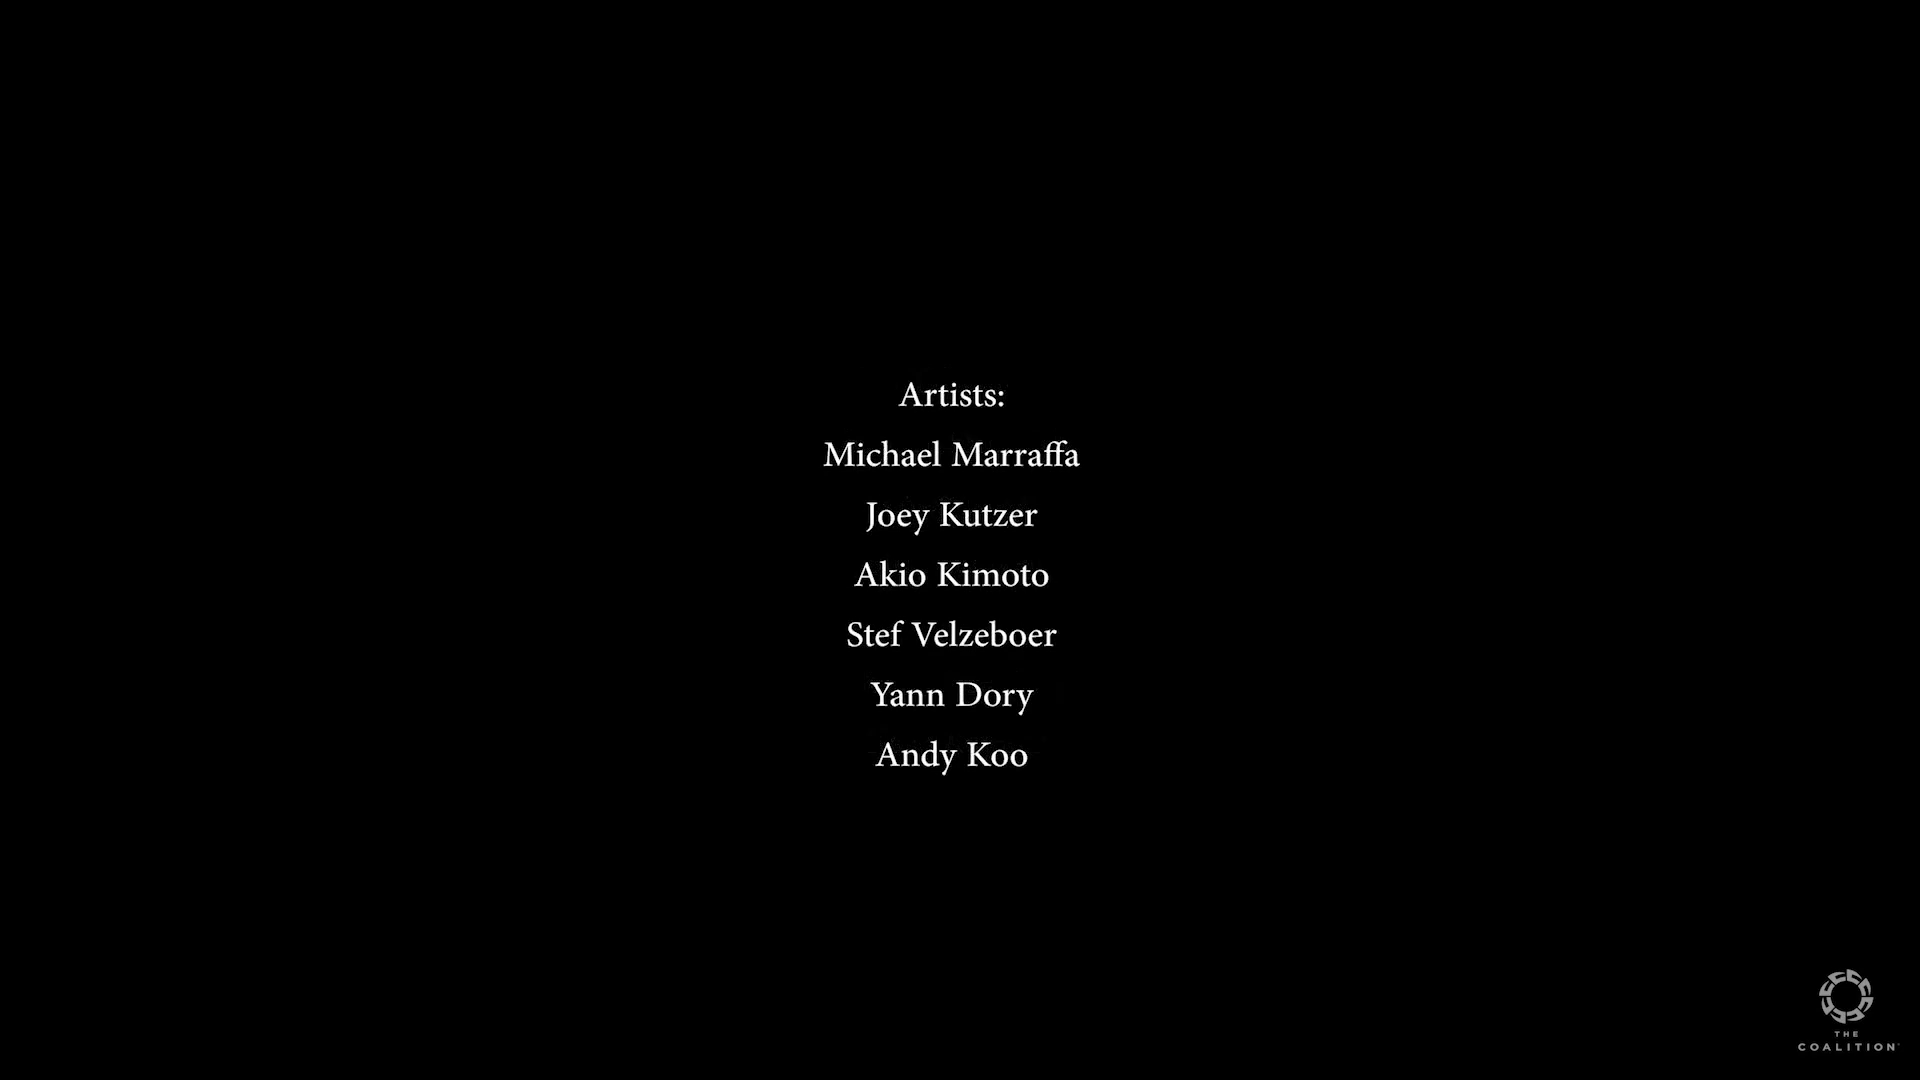 Artists:
Michael Marraffa
Joey Kutzer
Akio Kimoto
Stef Velzeboer
Yann Dory
Andy Koo
THE
COALITION